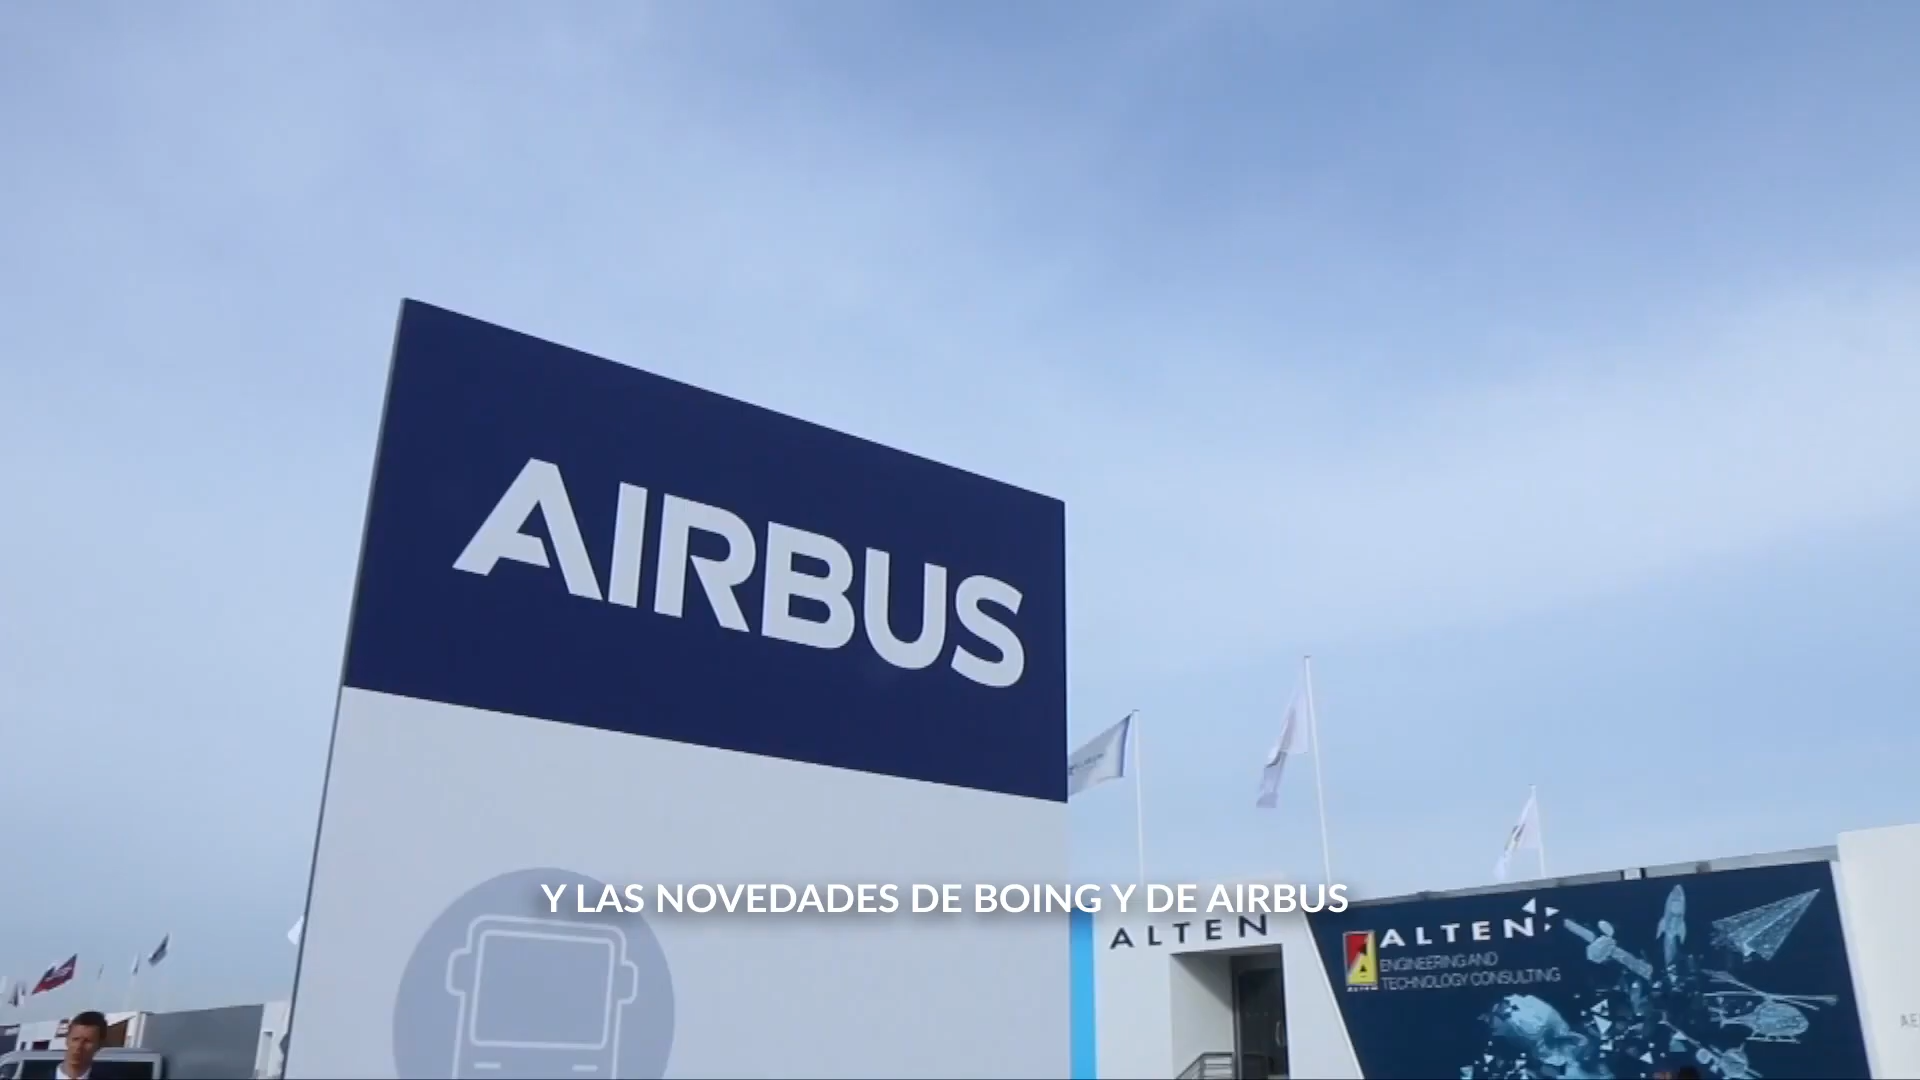 AIRBUS
Y LAS NOVEDADES DE BOING Y DE AIRBUS
ALTEN
ALTEN
ENGINEERING AND
TECHNOLOGY CONSULTING